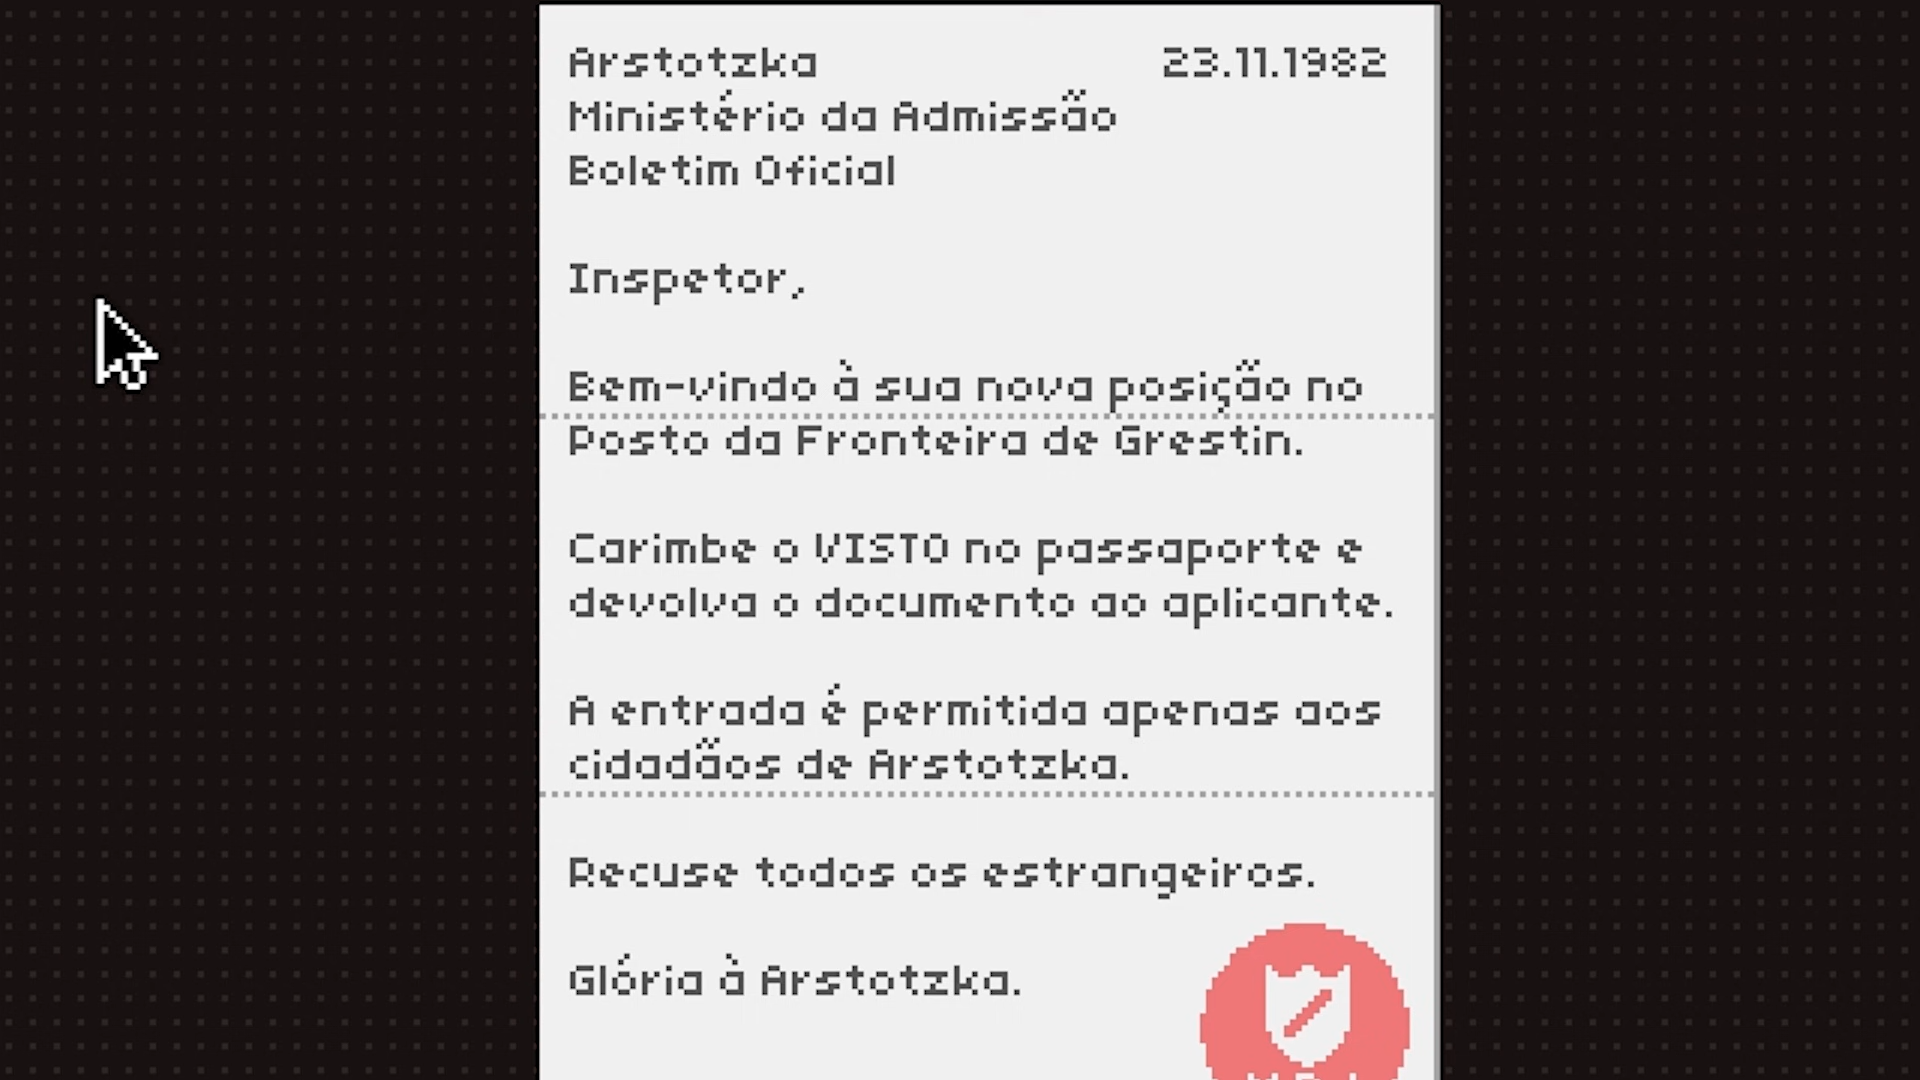 Arstotzka 23.11.1982
Ministério da Admissão
Boletim Oficial
Inspetor,
Bem-vindo à sua nova posição no
Posto da Fronteira de Grestin.
Carimbe o VISTO no passaporte e
devolva o documento ao aplicante.
A entrada é permitida apenas aos
cidadãos de Arstotzka.
Recuse todos os estrangeiros.
Glória à Arstotzka.